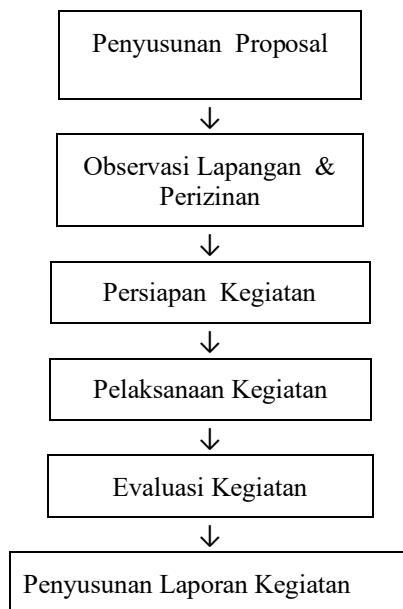 Penyusunan Proposal
Observasi Lapangan &
Perizinan
Persiapan Kegiatan
Pelaksanaan Kegiatan
Evaluasi Kegiatan
Penyusunan Laporan Kegiatan